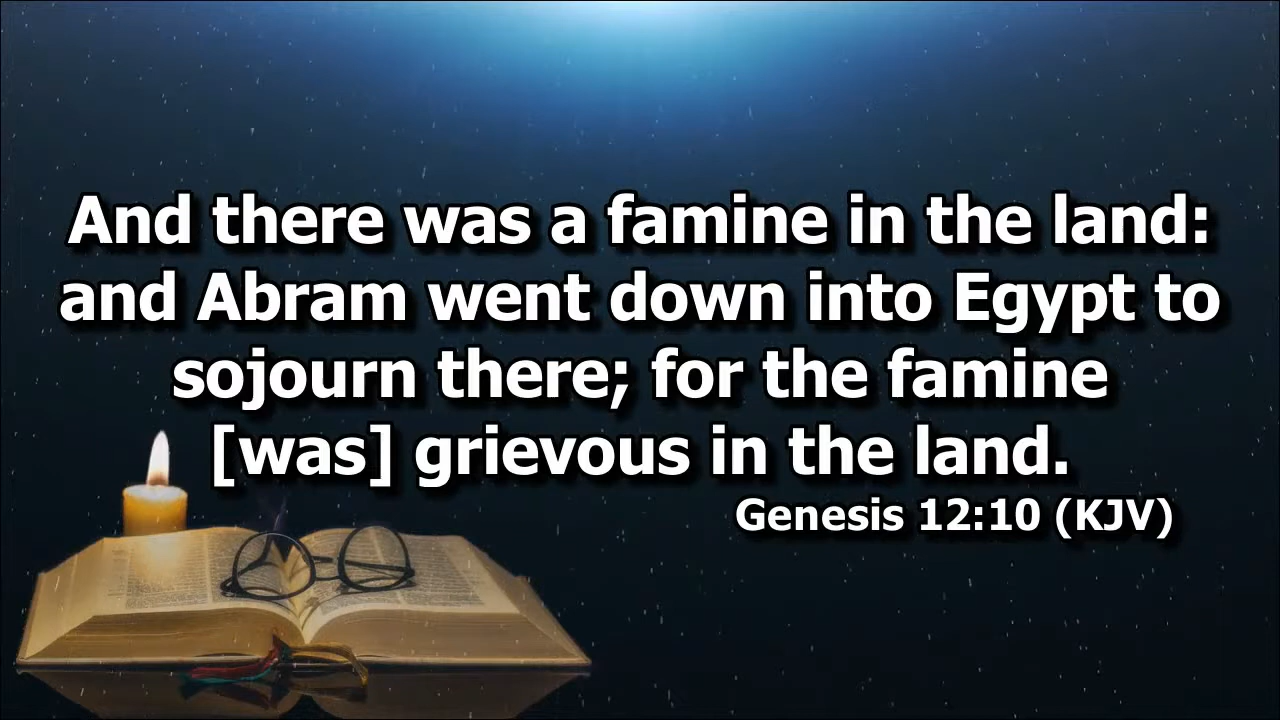 And there was a famine in the land:
and Abram went down into Egypt to
sojourn there; for the famine
[was] grievous in the land.
Genesis 12:10 (KJV)